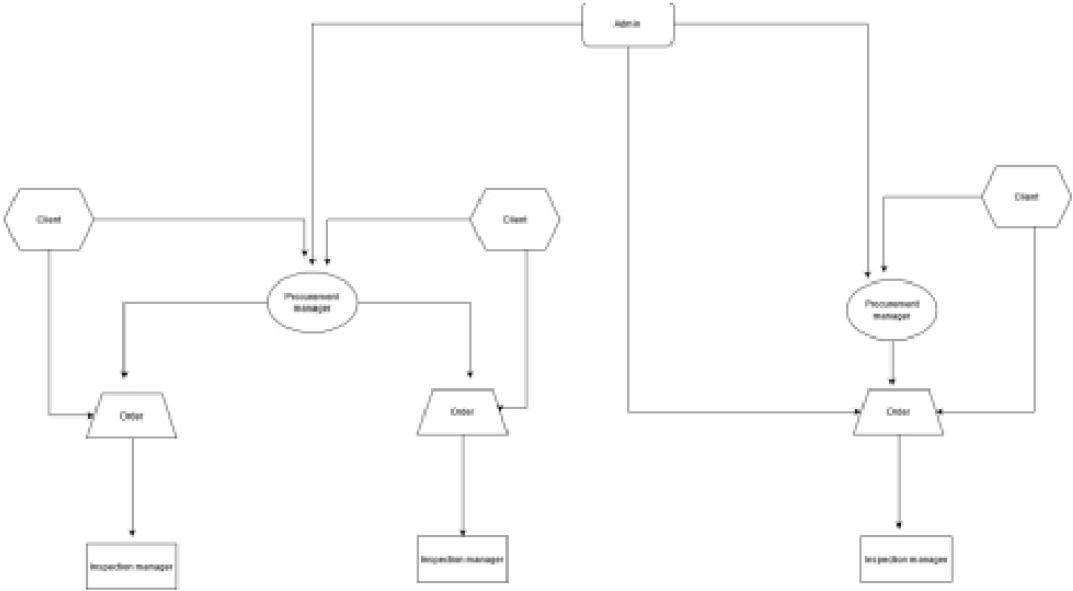 Admin
Client
Client
Client
Procurement
manager
Procurement
manager
Order
Order
Order
Inspection manager
Inspection manager
Inspection manager